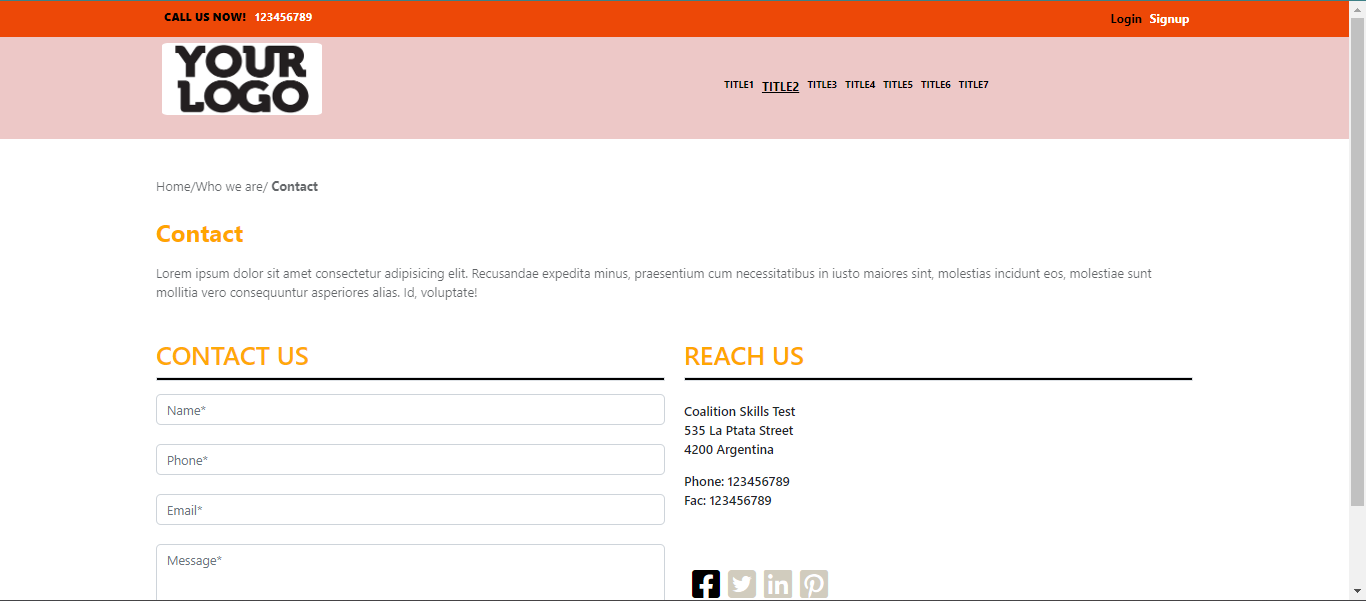 CALL US NOW! 123456789
Login Signup
YOUR
LOGO
TITLE1 TITLE2 TITLE3 TITLE4 TITLE5 TITLE6 TITLE7
Home/Who we are/ Contact
Contact
Lorem ipsum dolor sit amet consectetur adipisicing elit. Recusandae expedita minus, praesentium cum necessitatibus in iusto maiores sint, molestias incidunt eos, molestiae sunt
mollitia vero consequuntur asperiores alias. Id, voluptate!
CONTACT US
Name*
Phone*
Email*
Message*
REACH US
Coalition Skills Test
535 La Ptata Street
4200 Argentina
Phone: 123456789
Fac: 123456789